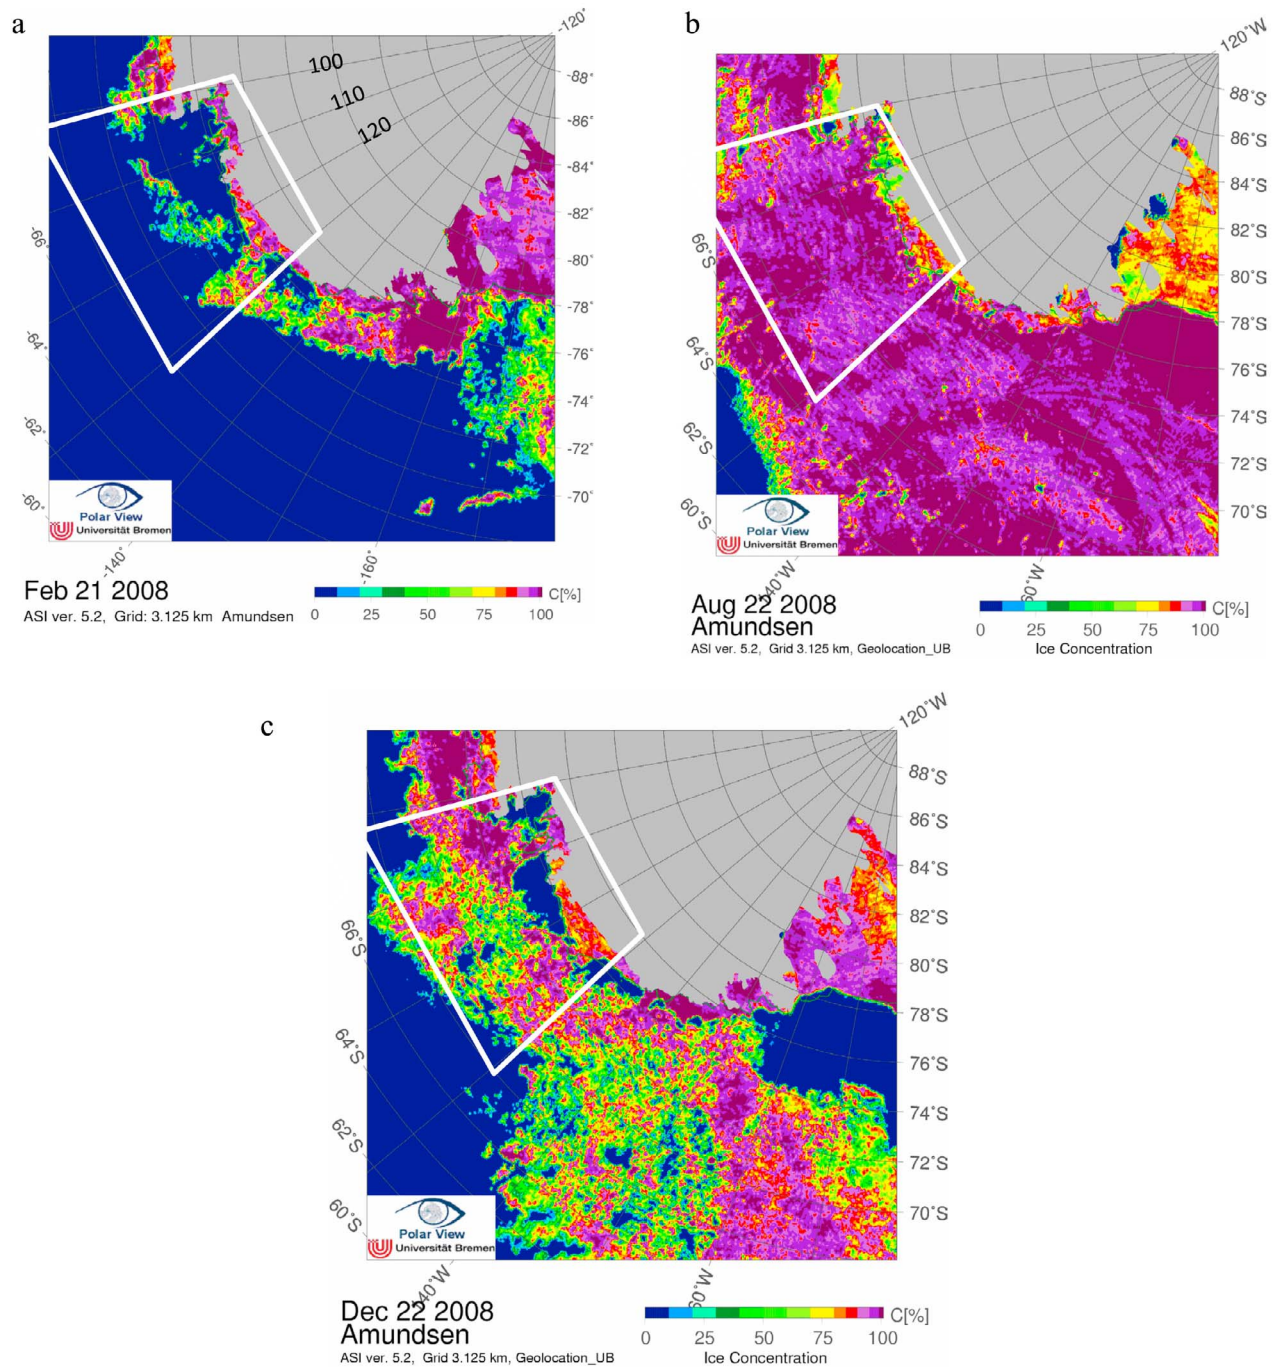 a
-120°
-88°
-86°
-84°
-82°
-80°
-78°
-76°
-74°
-72°
-70°
100
110
120
-66°
-64°
-62°
-60°
-140°
-160°
Polar View
Universität Bremen
Feb 21 2008
ASI ver. 5.2, Grid: 3.125 km Amundsen
C[%]
0 25 50 75 100
b
120°W
88°S
86°S
84°S
82°S
80°S
78°S
76°S
74°S
72°S
70°S
66°S
64°S
62°S
60°S
140°W
60°W
Polar View
Universität Bremen
Aug 22 2008
Amundsen
ASI ver. 5.2, Grid 3.125 km, Geolocation_UB
C[%]
0 25 50 75 100
Ice Concentration
c
120°W
88°S
86°S
84°S
82°S
80°S
78°S
76°S
74°S
72°S
70°S
66°S
64°S
62°S
60°S
40°W
60°W
Polar View
Universität Bremen
Dec 22 2008
Amundsen
ASI ver. 5.2, Grid 3.125 km, Geolocation_UB
C[%]
0 25 50 75 100
Ice Concentration